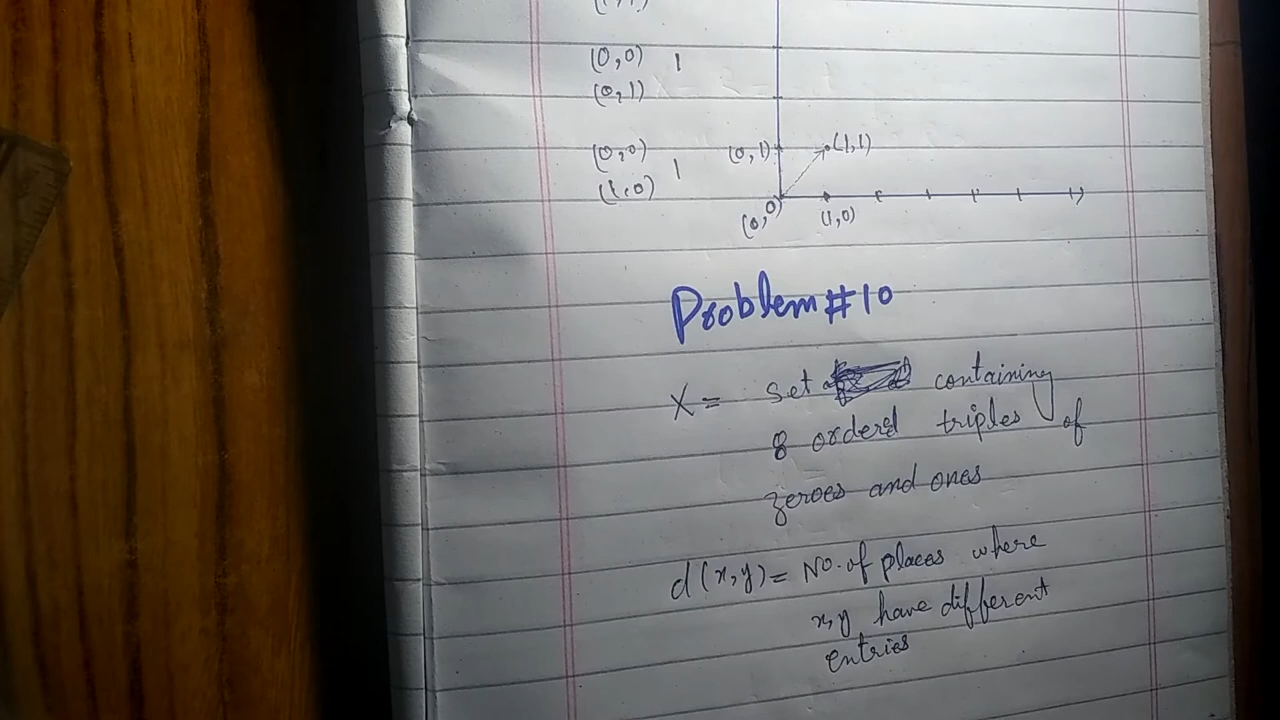 (0,0) 1
(0,1)
(0,0) 1
(1,0)
(0,1)
(1,1)
(0,0)
(1,0)
Problem #10
X = set containing
8 ordered triples of
zeroes and ones
d(x,y) = No. of places where
x,y have different
entries